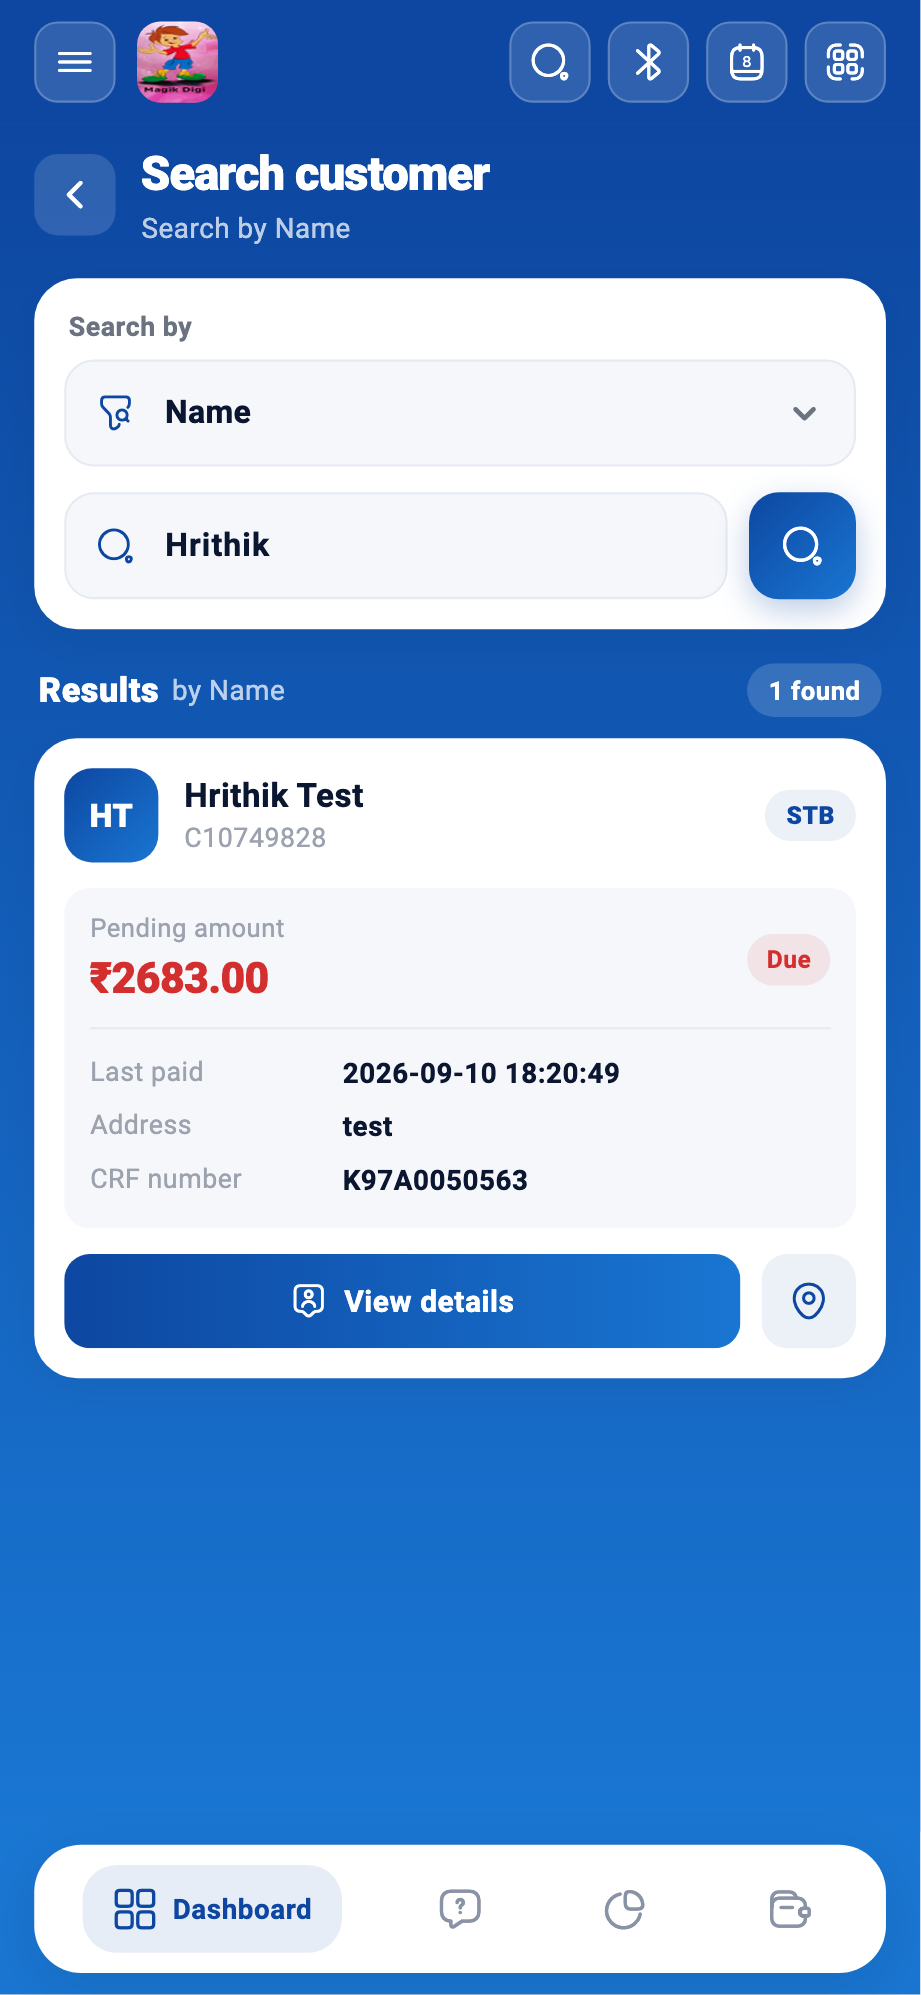 Magik Digi
8
Search customer
Search by Name
Search by
Name
Hrithik
Results by Name
1 found
HT
Hrithik Test
C10749828
STB
Pending amount
₹2683.00
Due
Last paid 2026-09-10 18:20:49
Address test
CRF number K97A0050563
View details
Dashboard
?